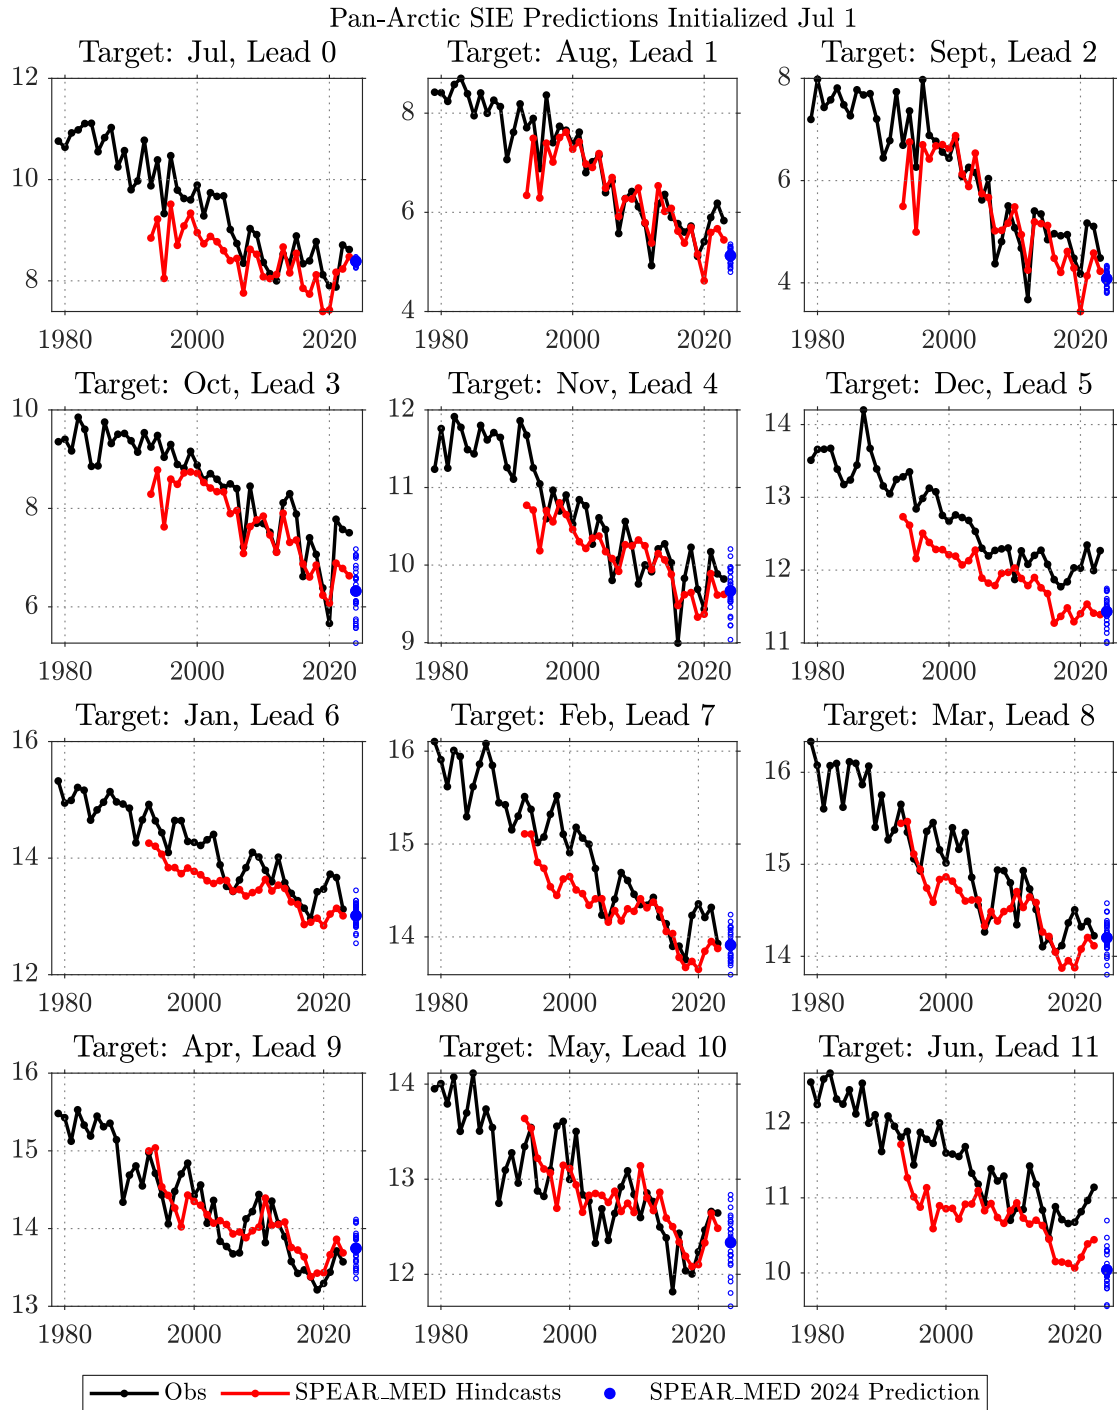 Pan-Arctic SIE Predictions Initialized Jul 1
Target: Jul, Lead 0
Target: Aug, Lead 1
Target: Sept, Lead 2
12
10
8
1980 2000 2020
8
6
4
1980 2000 2020
8
6
4
1980 2000 2020
Target: Oct, Lead 3
Target: Nov, Lead 4
Target: Dec, Lead 5
10
8
6
1980 2000 2020
12
11
10
9
1980 2000 2020
14
13
12
11
1980 2000 2020
Target: Jan, Lead 6
Target: Feb, Lead 7
Target: Mar, Lead 8
16
14
12
1980 2000 2020
16
15
14
1980 2000 2020
16
15
14
1980 2000 2020
Target: Apr, Lead 9
Target: May, Lead 10
Target: Jun, Lead 11
16
15
14
13
1980 2000 2020
14
13
12
1980 2000 2020
12
11
10
1980 2000 2020
Obs SPEAR_MED Hindcasts SPEAR_MED 2024 Prediction